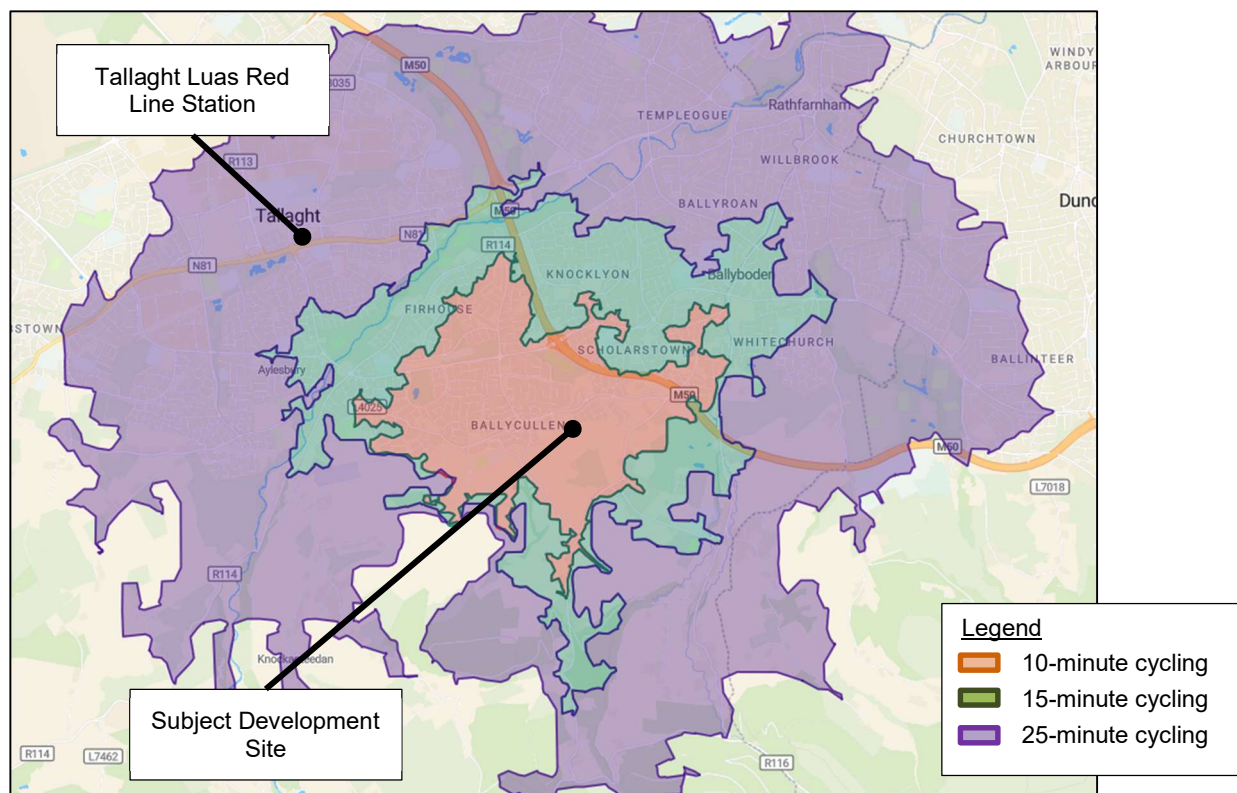 WINDY
ARBOUR
M50
Tallaght Luas Red
Line Station
TEMPLEOGUE
Rathfarnham
CHURCHTOWN
R113
WILLBROOK
Tallaght
M50
BALLYROAN
N81
R114
N81
KNOCKLYON
Ballyboden
FIRHOUSE
SCHOLARSTOWN
WHITECHURCH
BALLINTEER
Aylesbury
M50
L4025
BALLYCULLEN
M50
L7018
R114
Subject Development
Site
R114
L7462
R116
Legend
10-minute cycling
15-minute cycling
25-minute cycling